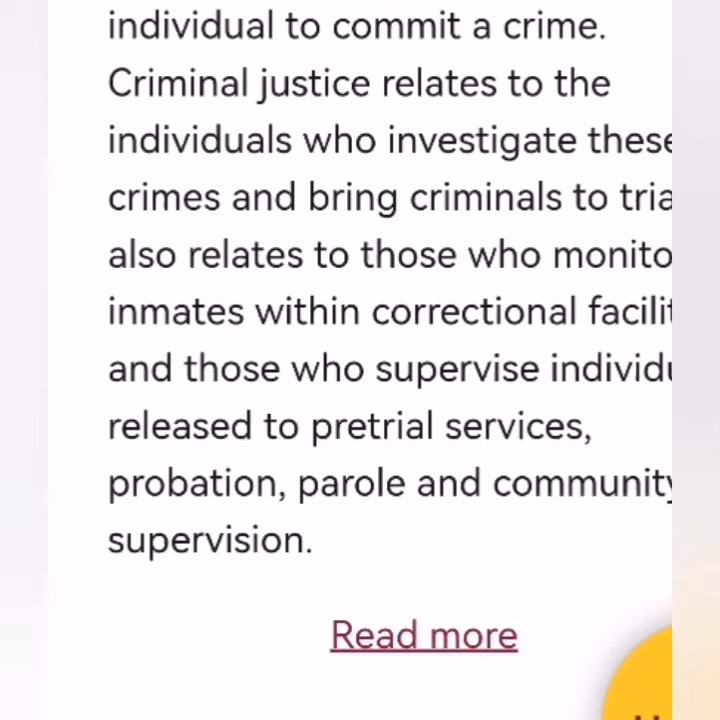 individual to commit a crime.
Criminal justice relates to the
individuals who investigate these
crimes and bring criminals to tria
also relates to those who monito
inmates within correctional facilit
and those who supervise individu
released to pretrial services,
probation, parole and community
supervision.
Read more